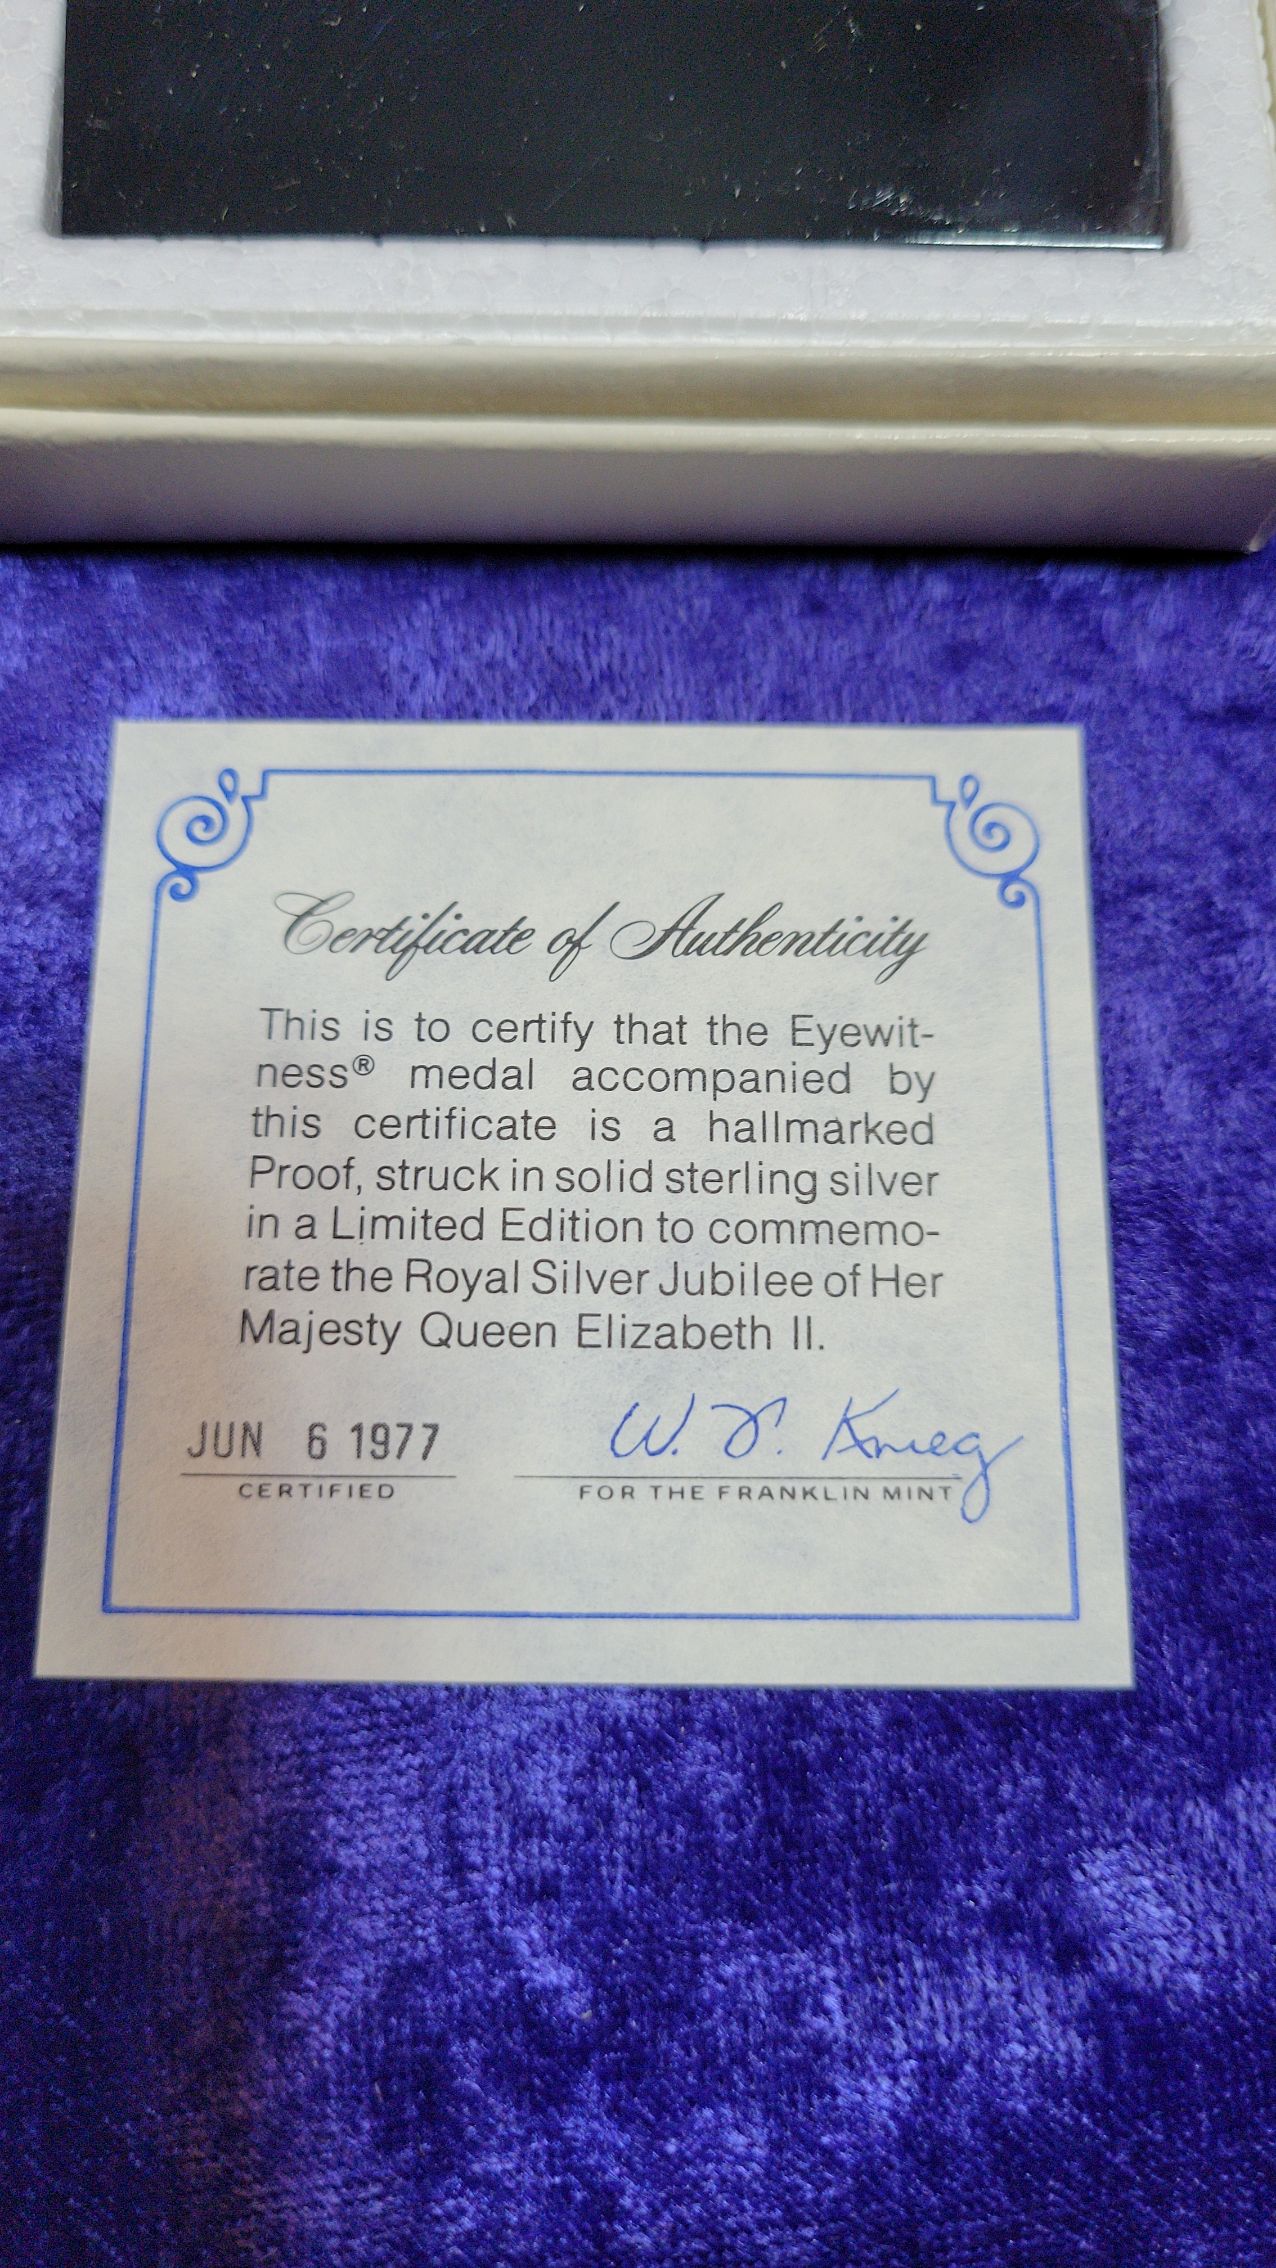 Certificate of Authenticity
This is to certify that the Eyewit-
ness® medal accompanied by
this certificate is a hallmarked
Proof, struck in solid sterling silver
in a Limited Edition to commemo-
rate the Royal Silver Jubilee of Her
Majesty Queen Elizabeth II.
JUN 6 1977
CERTIFIED
W. Krieg
FOR THE FRANKLIN MINT